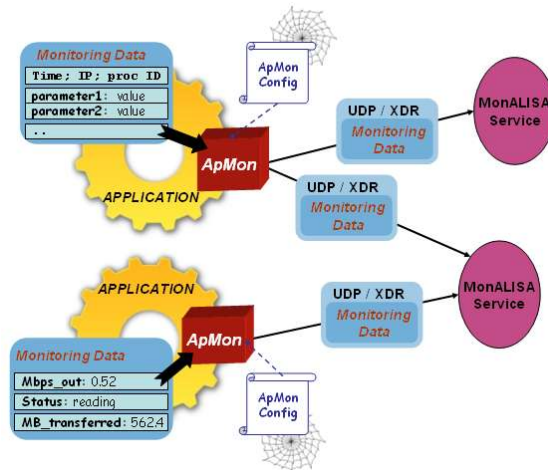 Monitoring Data
Time; IP; proc ID
parameter1: value
parameter2: value
..
ApMon
Config
APPLICATION
ApMon
UDP / XDR
Monitoring
Data
MonALISA
Service
UDP / XDR
Monitoring
Data
MonALISA
Service
APPLICATION
ApMon
UDP / XDR
Monitoring
Data
Monitoring Data
Mbps_out: 0.52
Status: reading
MB_transferred: 562.4
ApMon
Config